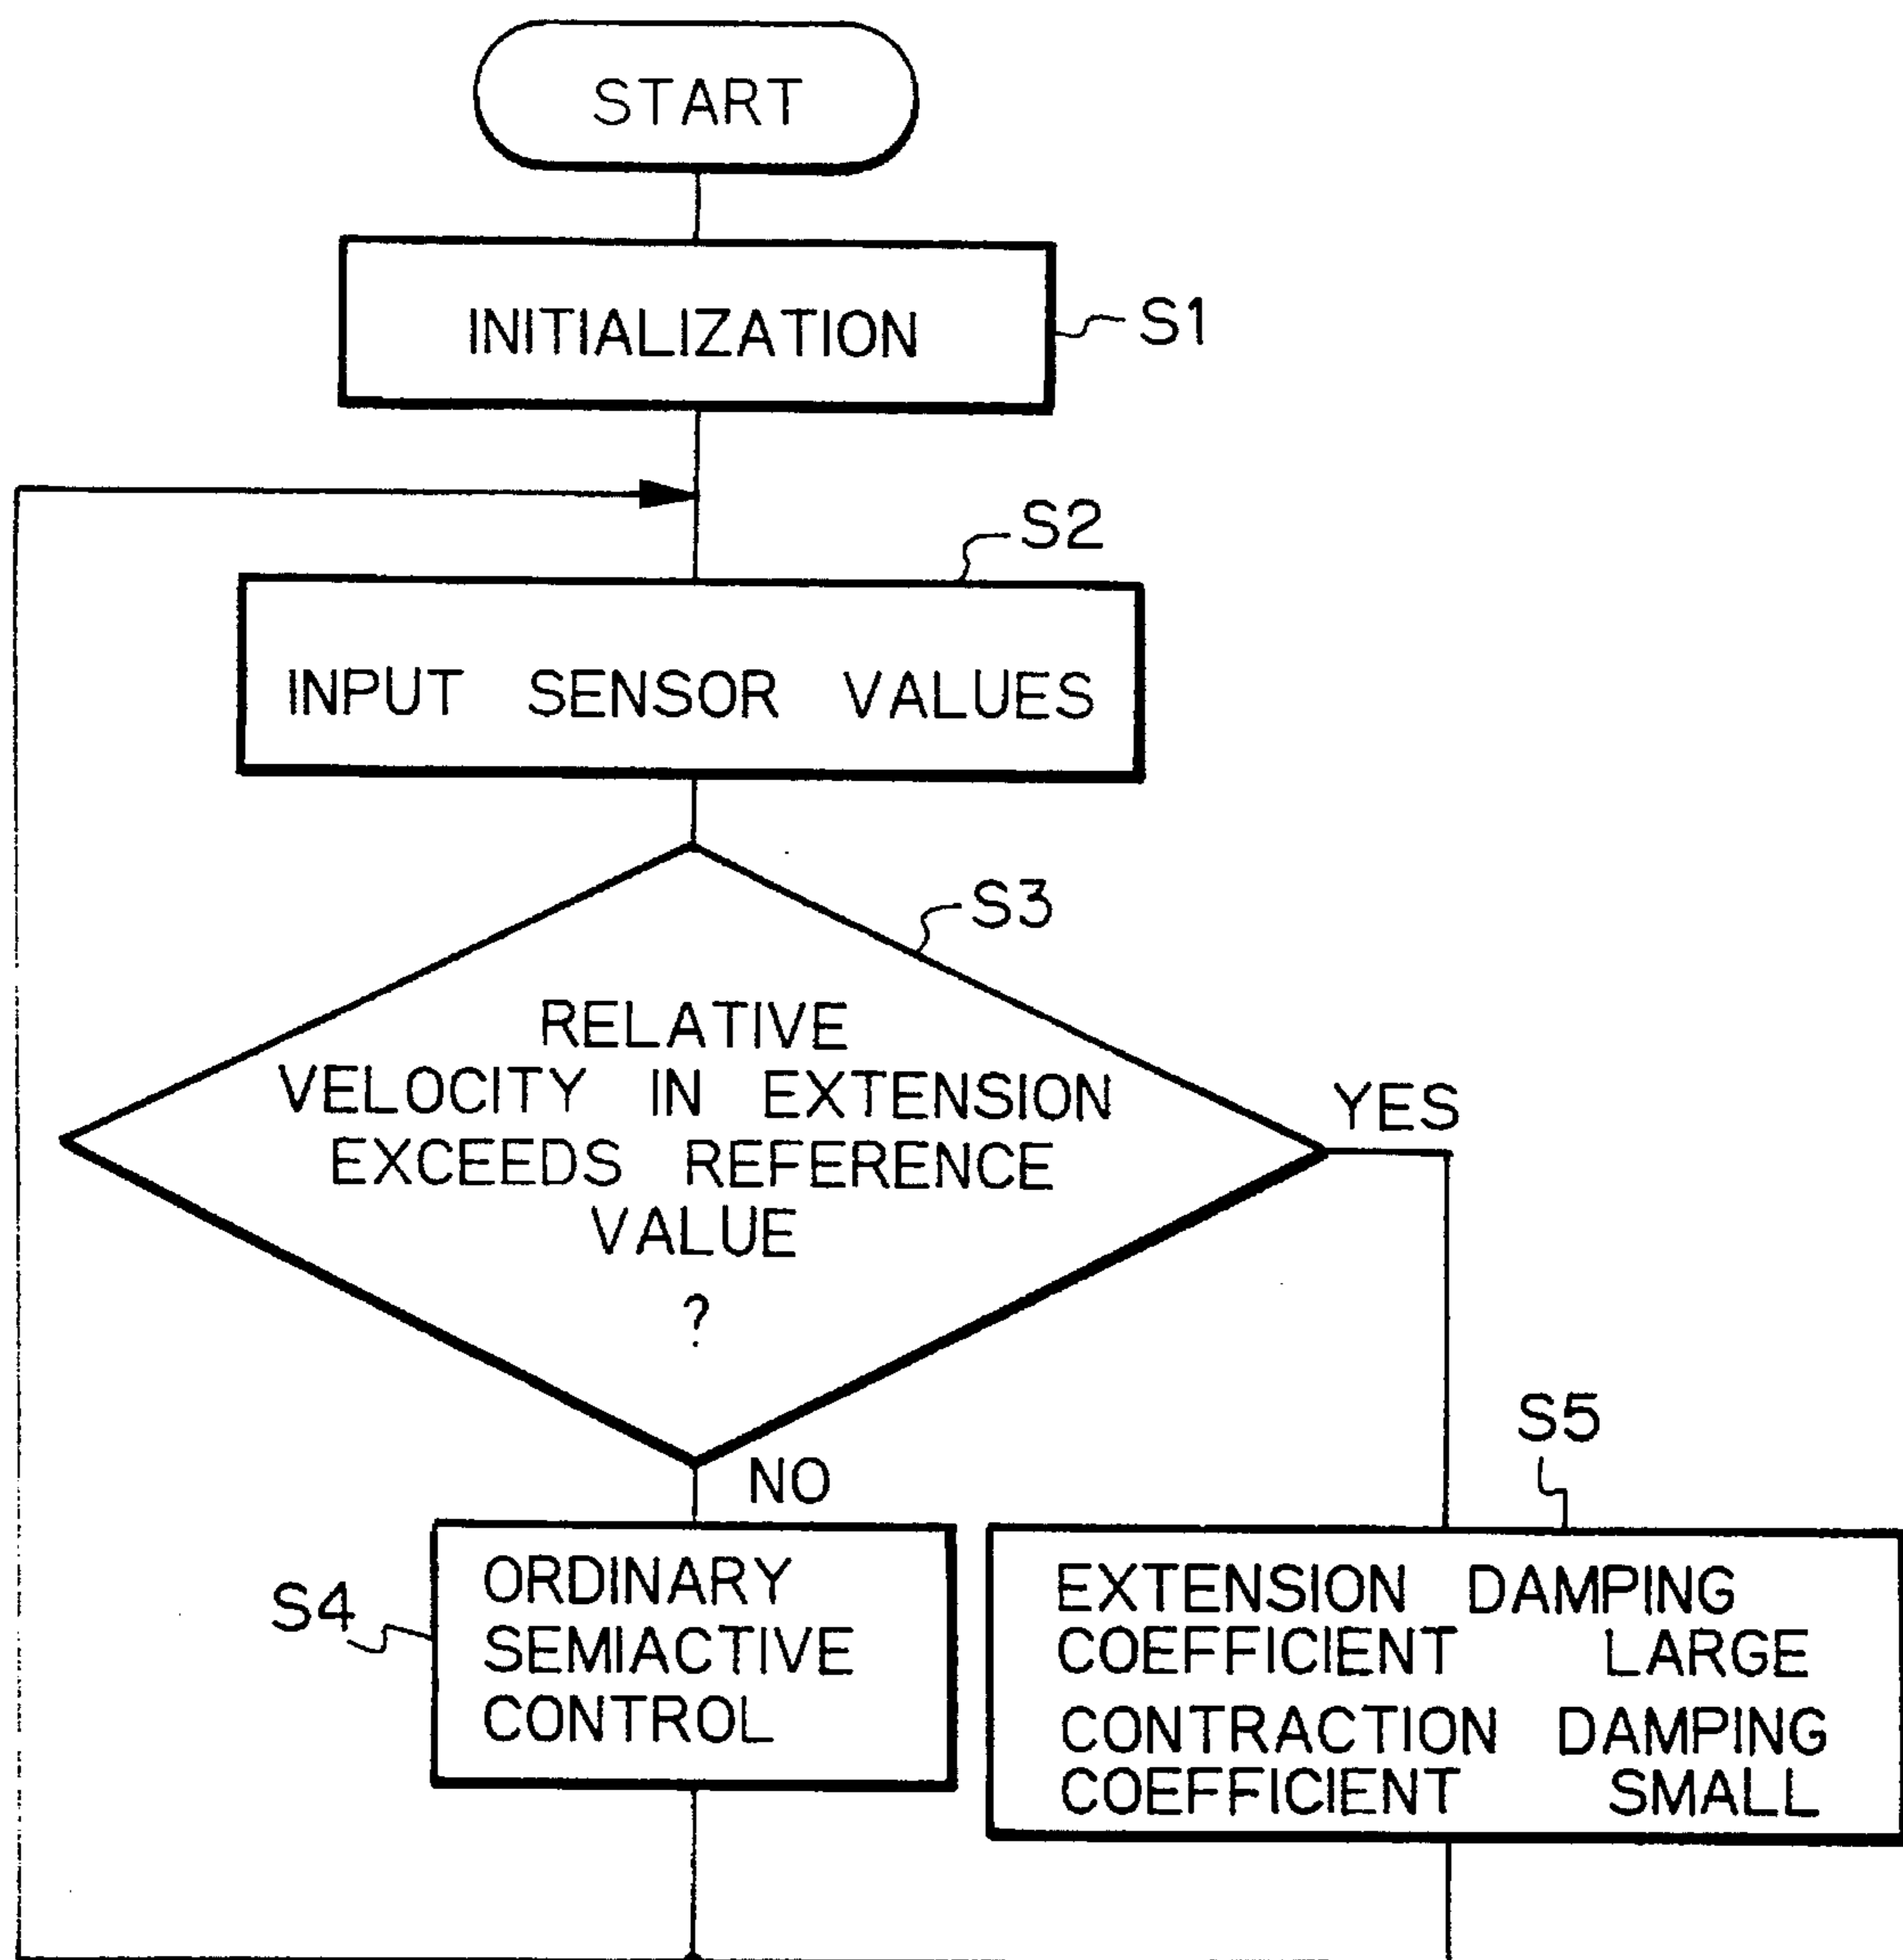 START
INITIALIZATION
S1
S2
INPUT SENSOR VALUES
S3
RELATIVE
VELOCITY IN EXTENSION
EXCEEDS REFERENCE
VALUE
?
YES
NO
S4
ORDINARY
SEMIACTIVE
CONTROL
S5
EXTENSION DAMPING
COEFFICIENT LARGE
CONTRACTION DAMPING
COEFFICIENT SMALL